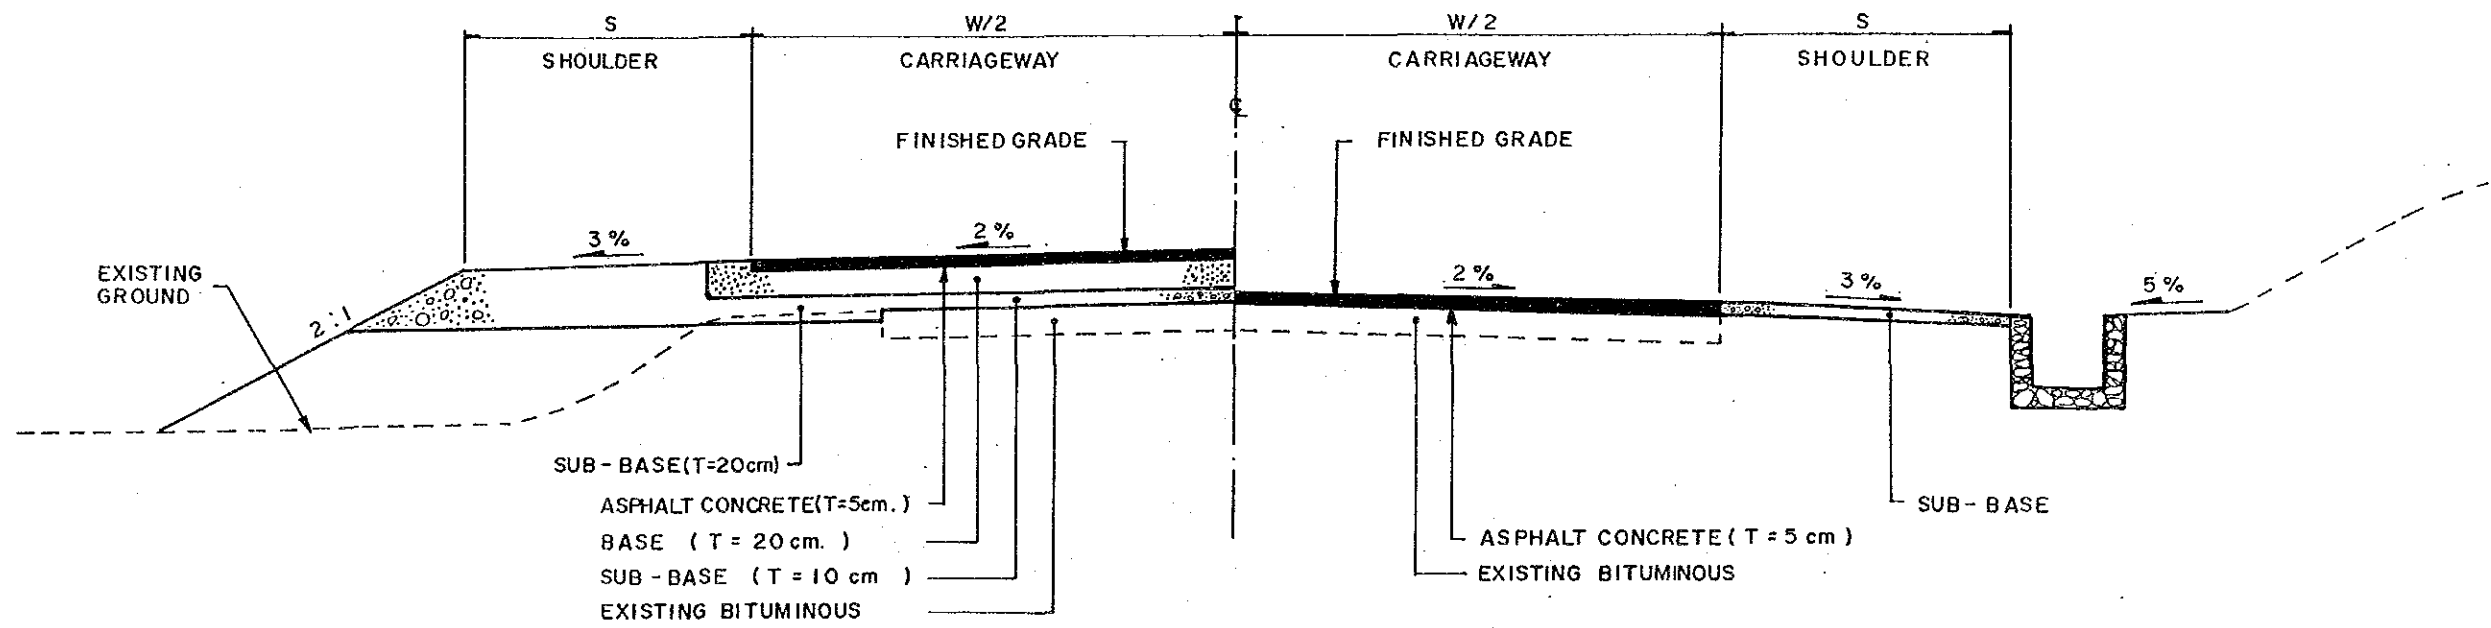 S
W/2
W/2
S
SHOULDER
CARRIAGEWAY
CARRIAGEWAY
SHOULDER
℄
FINISHED GRADE
FINISHED GRADE
3%
2%
EXISTING
GROUND
2:1
2%
3%
5%
SUB-BASE(T=20cm)
ASPHALT CONCRETE(T=5cm.)
BASE (T = 20 cm. )
SUB-BASE (T = 10 cm )
EXISTING BITUMINOUS
SUB-BASE
ASPHALT CONCRETE (T = 5 cm)
EXISTING BITUMINOUS